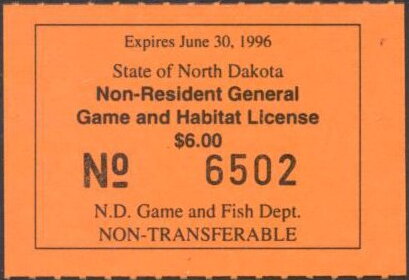 Expires June 30, 1996
State of North Dakota
Non-Resident General
Game and Habitat License
$6.00
Nº 6502
N.D. Game and Fish Dept.
NON-TRANSFERABLE